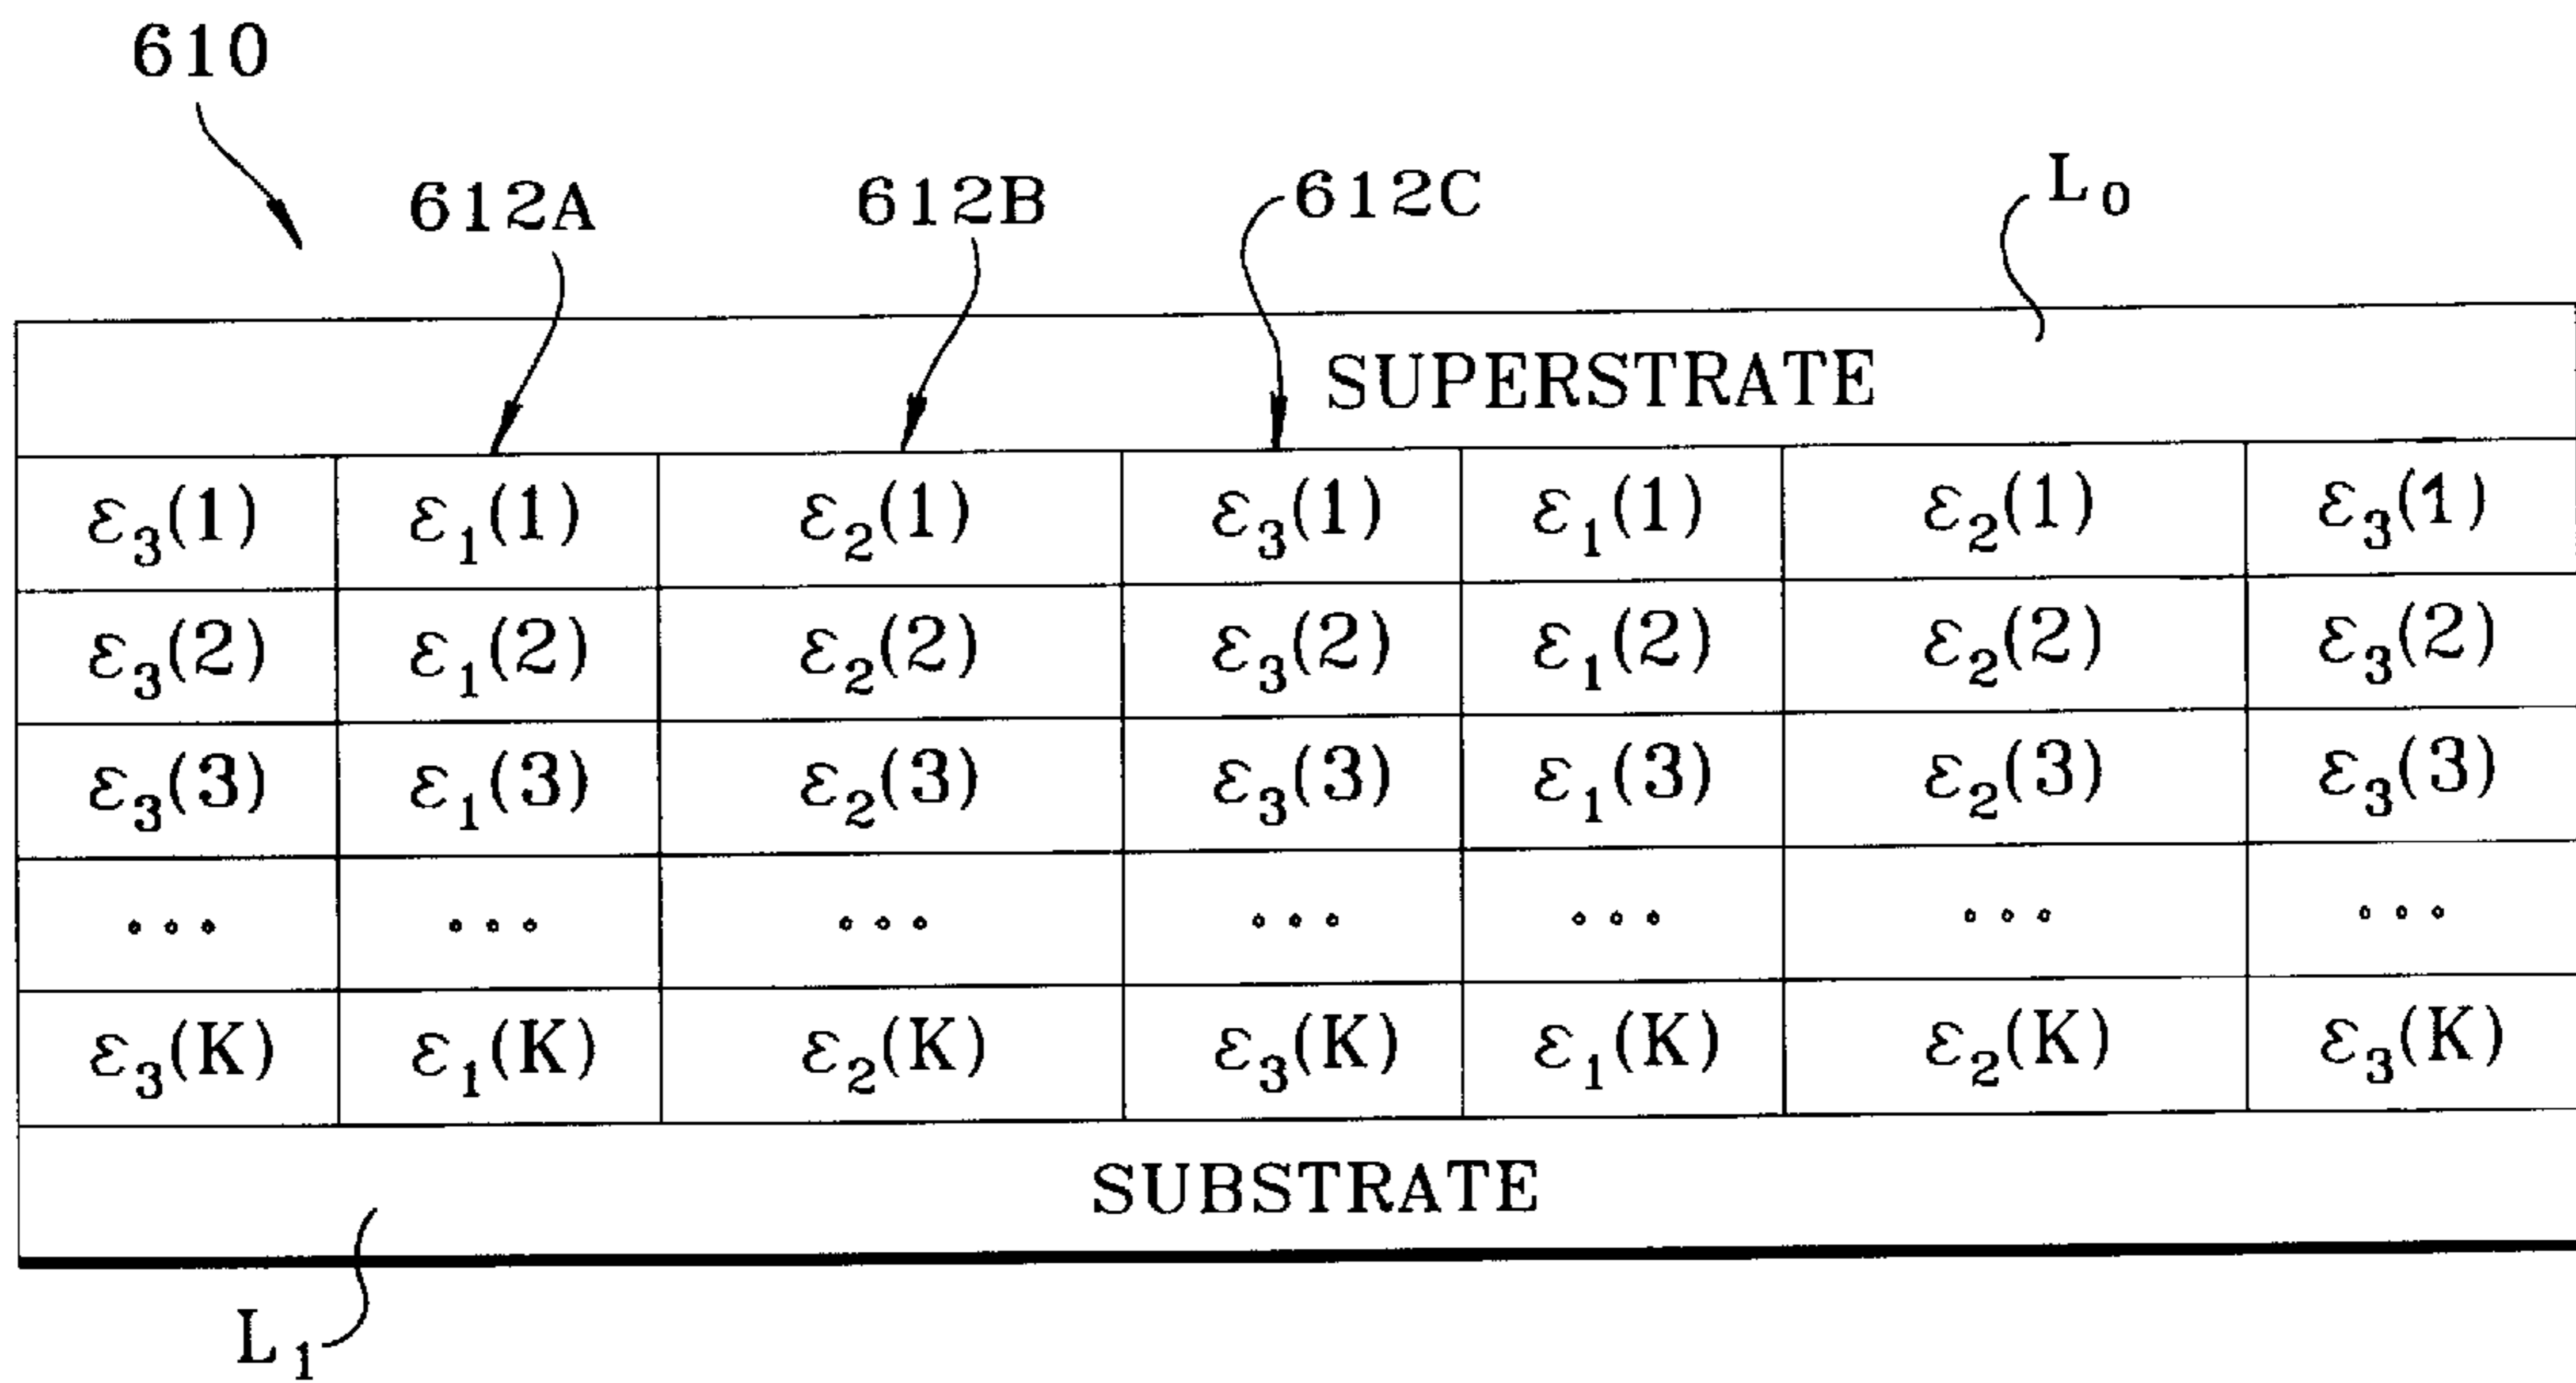 610
612A 612B 612C L₀
SUPERSTRATE
ε₃(1) ε₁(1) ε₂(1) ε₃(1) ε₁(1) ε₂(1) ε₃(1)
ε₃(2) ε₁(2) ε₂(2) ε₃(2) ε₁(2) ε₂(2) ε₃(2)
ε₃(3) ε₁(3) ε₂(3) ε₃(3) ε₁(3) ε₂(3) ε₃(3)
... ... ... ... ... ... ...
ε₃(K) ε₁(K) ε₂(K) ε₃(K) ε₁(K) ε₂(K) ε₃(K)
SUBSTRATE
L₁